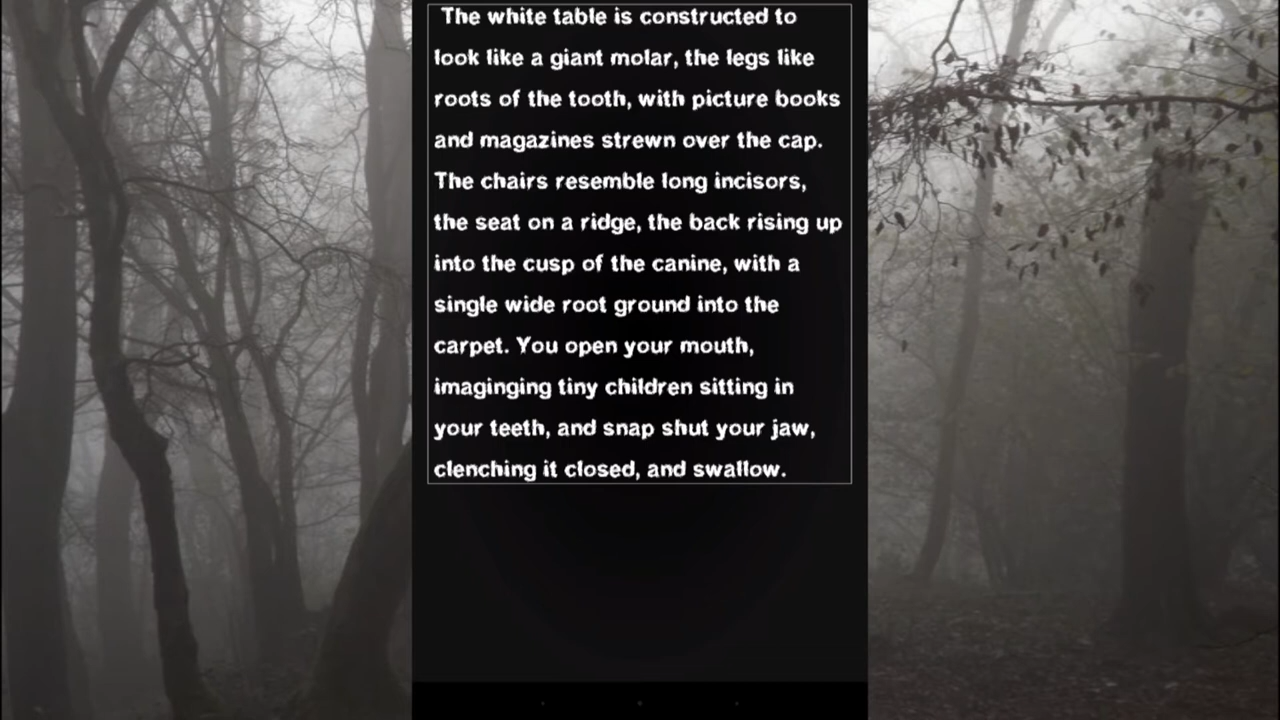 The white table is constructed to
look like a giant molar, the legs like
roots of the tooth, with picture books
and magazines strewn over the cap.
The chairs resemble long incisors,
the seat on a ridge, the back rising up
into the cusp of the canine, with a
single wide root ground into the
carpet. You open your mouth,
imaginging tiny children sitting in
your teeth, and snap shut your jaw,
clenching it closed, and swallow.